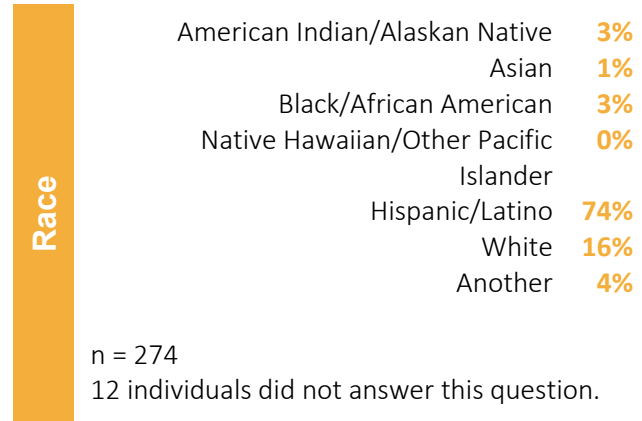 Race
American Indian/Alaskan Native 3%
Asian 1%
Black/African American 3%
Native Hawaiian/Other Pacific 0%
Islander
Hispanic/Latino 74%
White 16%
Another 4%
n = 274
12 individuals did not answer this question.